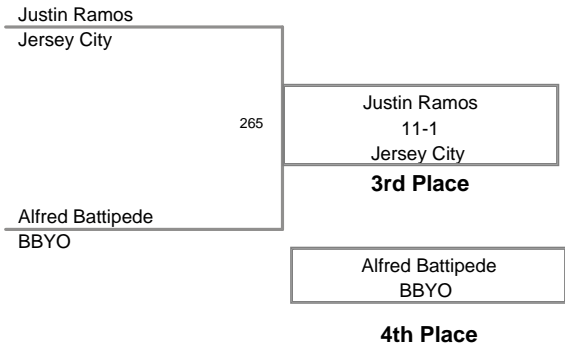 Justin Ramos
Jersey City
265
Justin Ramos
11-1
Jersey City
3rd Place
Alfred Battipede
BBYO
Alfred Battipede
BBYO
4th Place